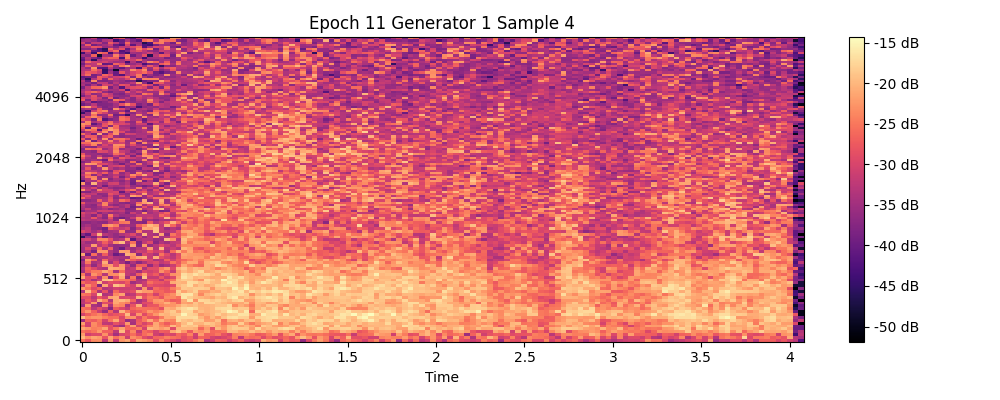 Epoch 11 Generator 1 Sample 4
Hz
4096
2048
1024
512
0
0
0.5
1
1.5
2
2.5
3
3.5
4
Time
-15 dB
-20 dB
-25 dB
-30 dB
-35 dB
-40 dB
-45 dB
-50 dB